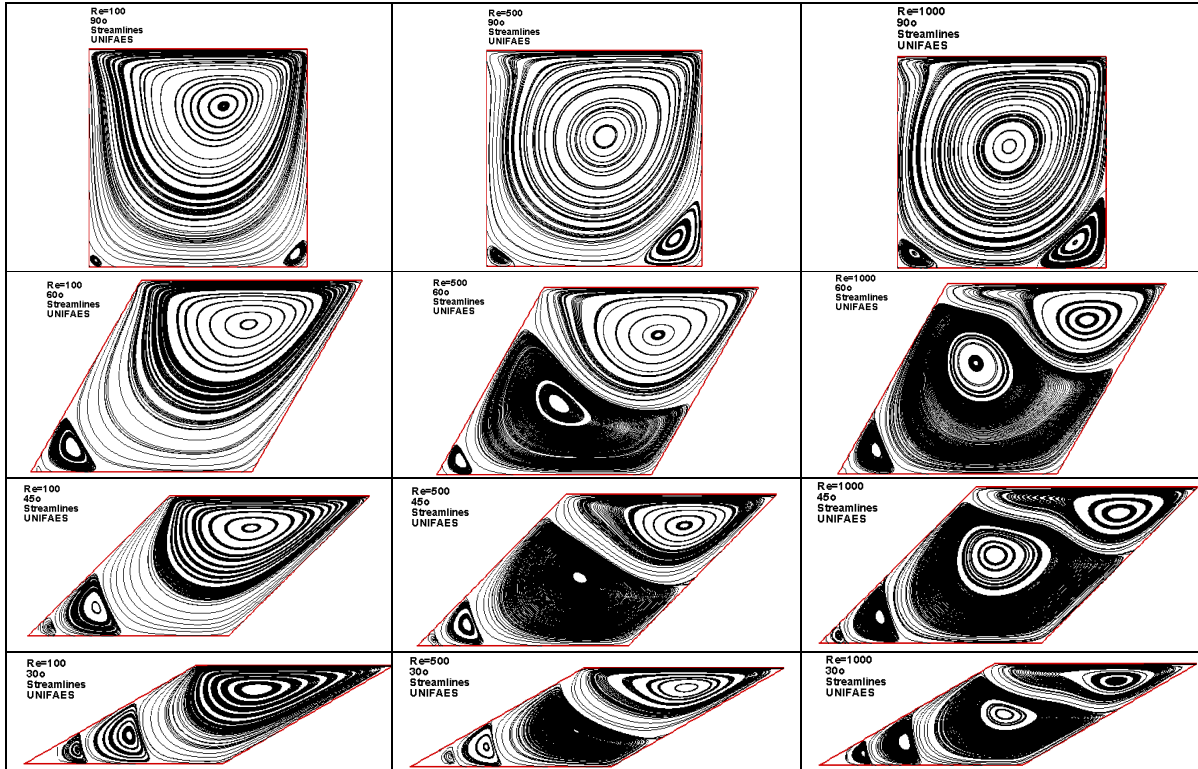 Re=100
90o
Streamlines
UNIFAES
Re=500
90o
Streamlines
UNIFAES
Re=1000
90o
Streamlines
UNIFAES
Re=100
60o
Streamlines
UNIFAES
Re=500
60o
Streamlines
UNIFAES
Re=1000
60o
Streamlines
UNIFAES
Re=100
45o
Streamlines
UNIFAES
Re=500
45o
Streamlines
UNIFAES
Re=1000
45o
Streamlines
UNIFAES
Re=100
30o
Streamlines
UNIFAES
Re=500
30o
Streamlines
UNIFAES
Re=1000
30o
Streamlines
UNIFAES